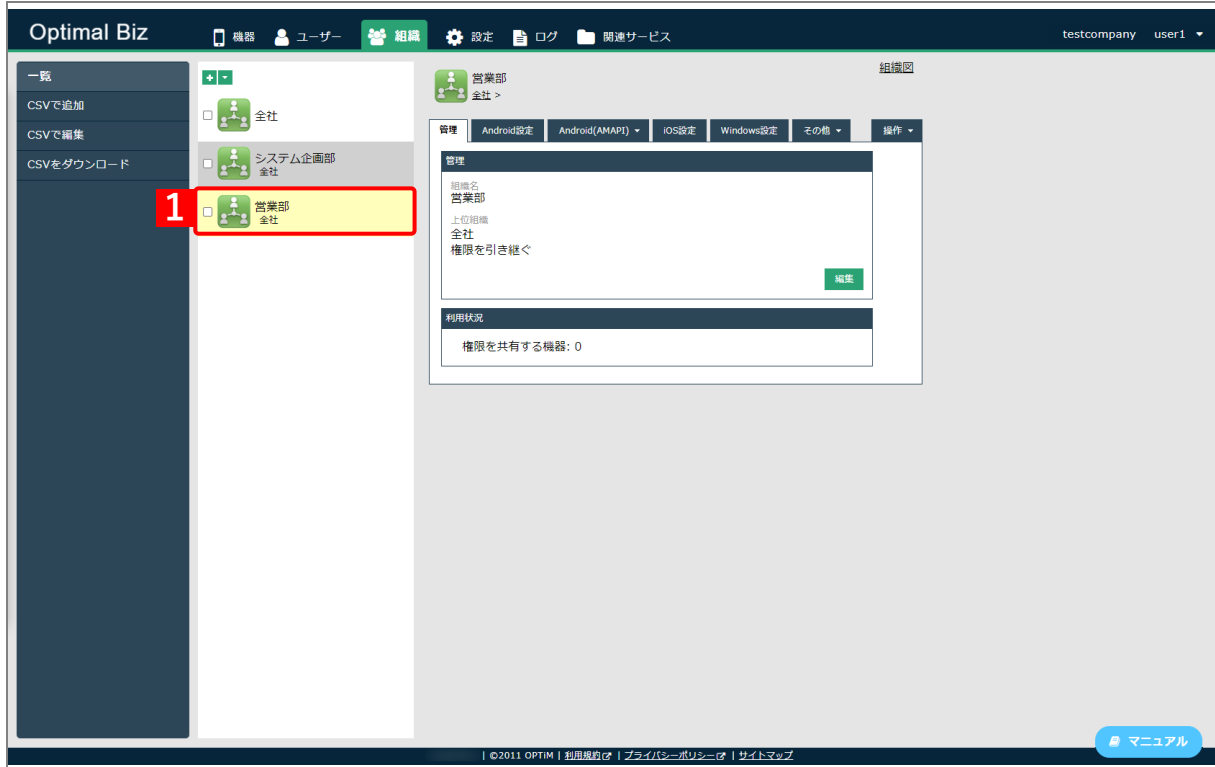 Optimal Biz
機器 ユーザー 組織 設定 ログ 関連サービス testcompany user1
一覧
CSVで追加
CSVで編集
CSVをダウンロード
全社
システム企画部
全社
1
営業部
全社
営業部
全社 >
組織図
管理 Android設定 Android(AMAPI) iOS設定 Windows設定 その他 操作
管理
組織名
営業部
上位組織
全社
権限を引き継ぐ
編集
利用状況
権限を共有する機器: 0
マニュアル
| ©2011 OPTiM | 利用規約 | プライバシーポリシー | サイトマップ